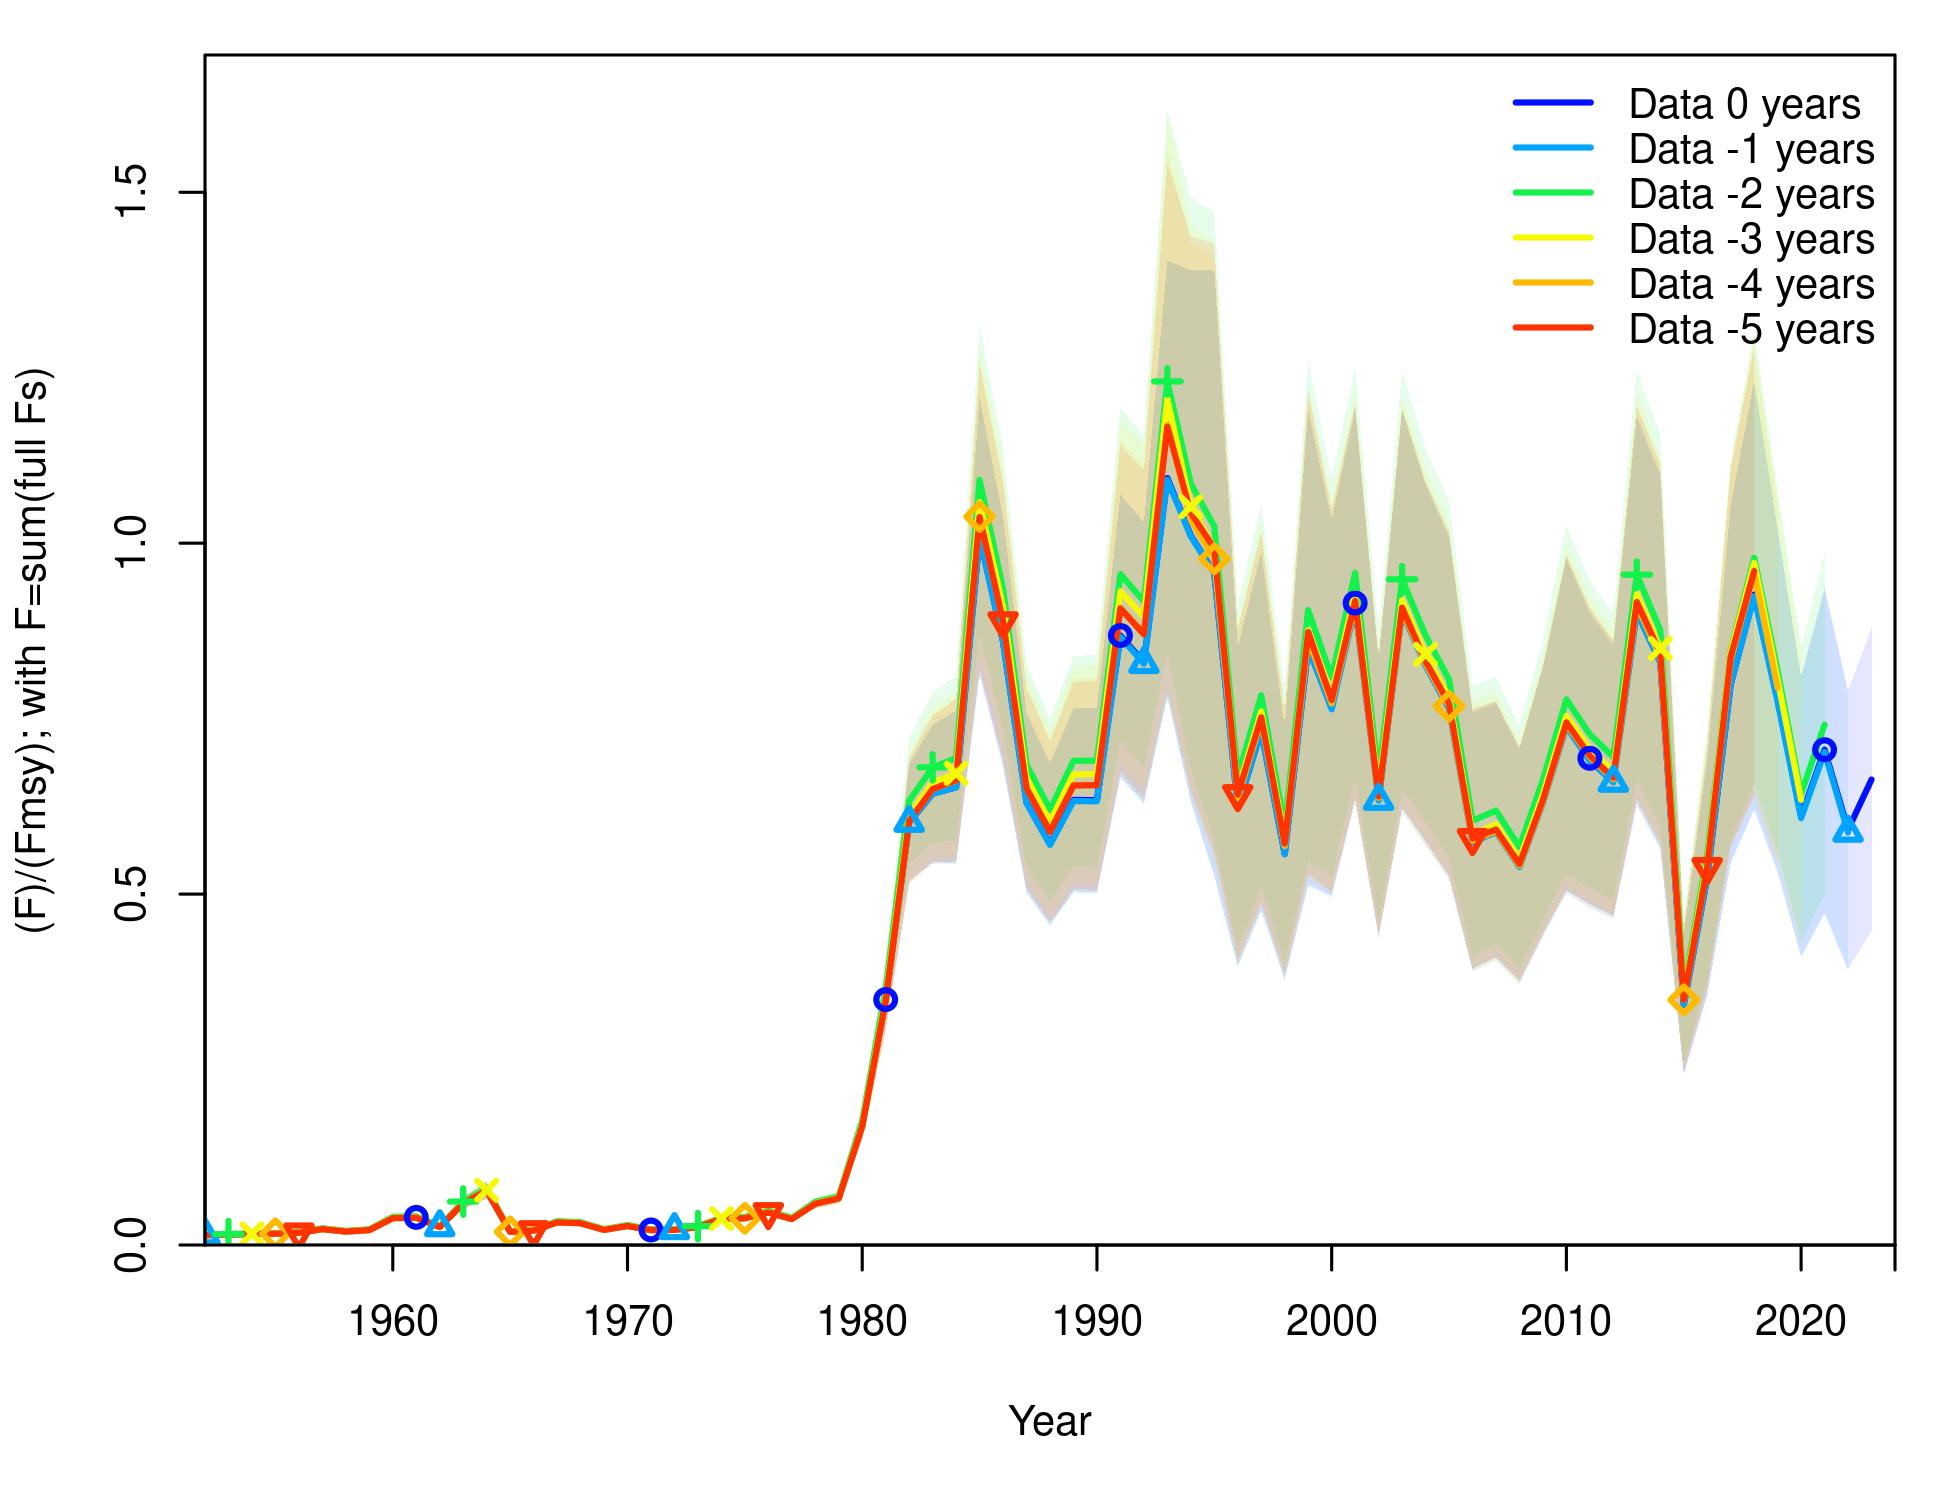 Data 0 years
Data -1 years
Data -2 years
Data -3 years
Data -4 years
Data -5 years
(F)/(Fmsy); with F=sum(full Fs)
1.5
1.0
0.5
0.0
1960 1970 1980 1990 2000 2010 2020
Year